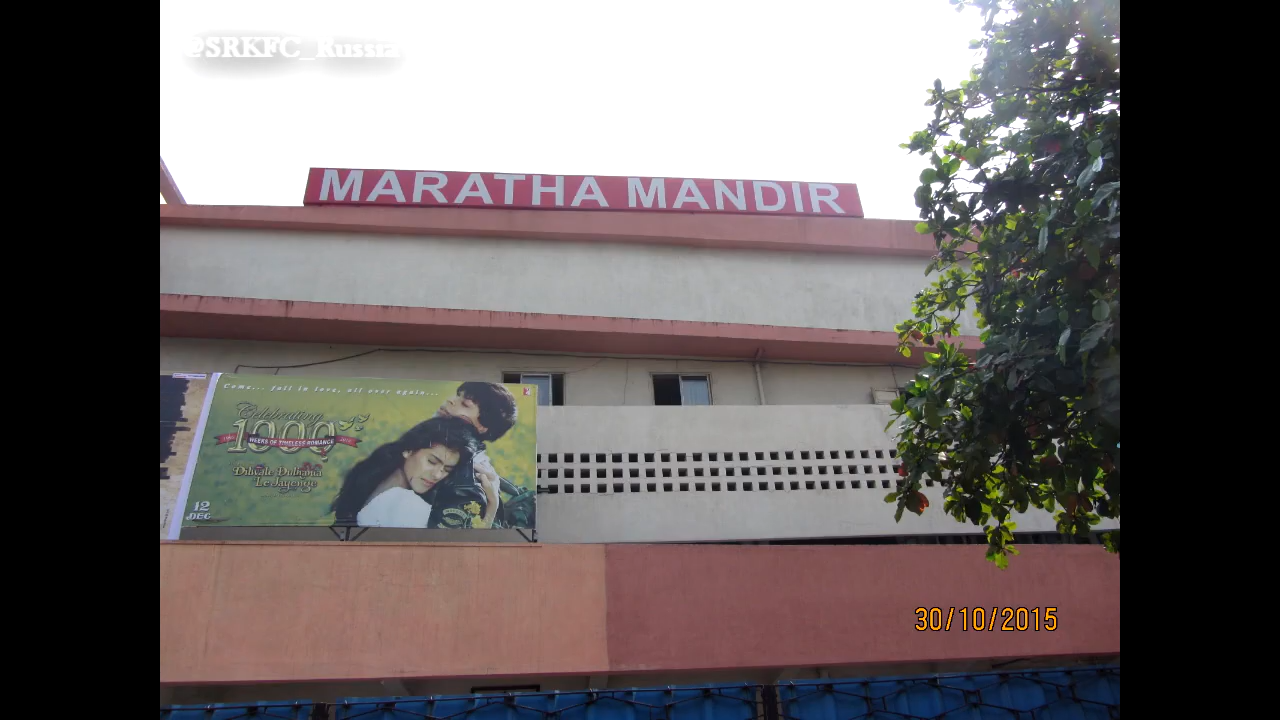 @SRKFC_Russia
MARATHA MANDIR
Come... fall in love, all over again...
Celebrating
1000
WEEKS OF TIMELESS ROMANCE
Dilwale Dulhania
Le Jayenge
12
DEC
30/10/2015